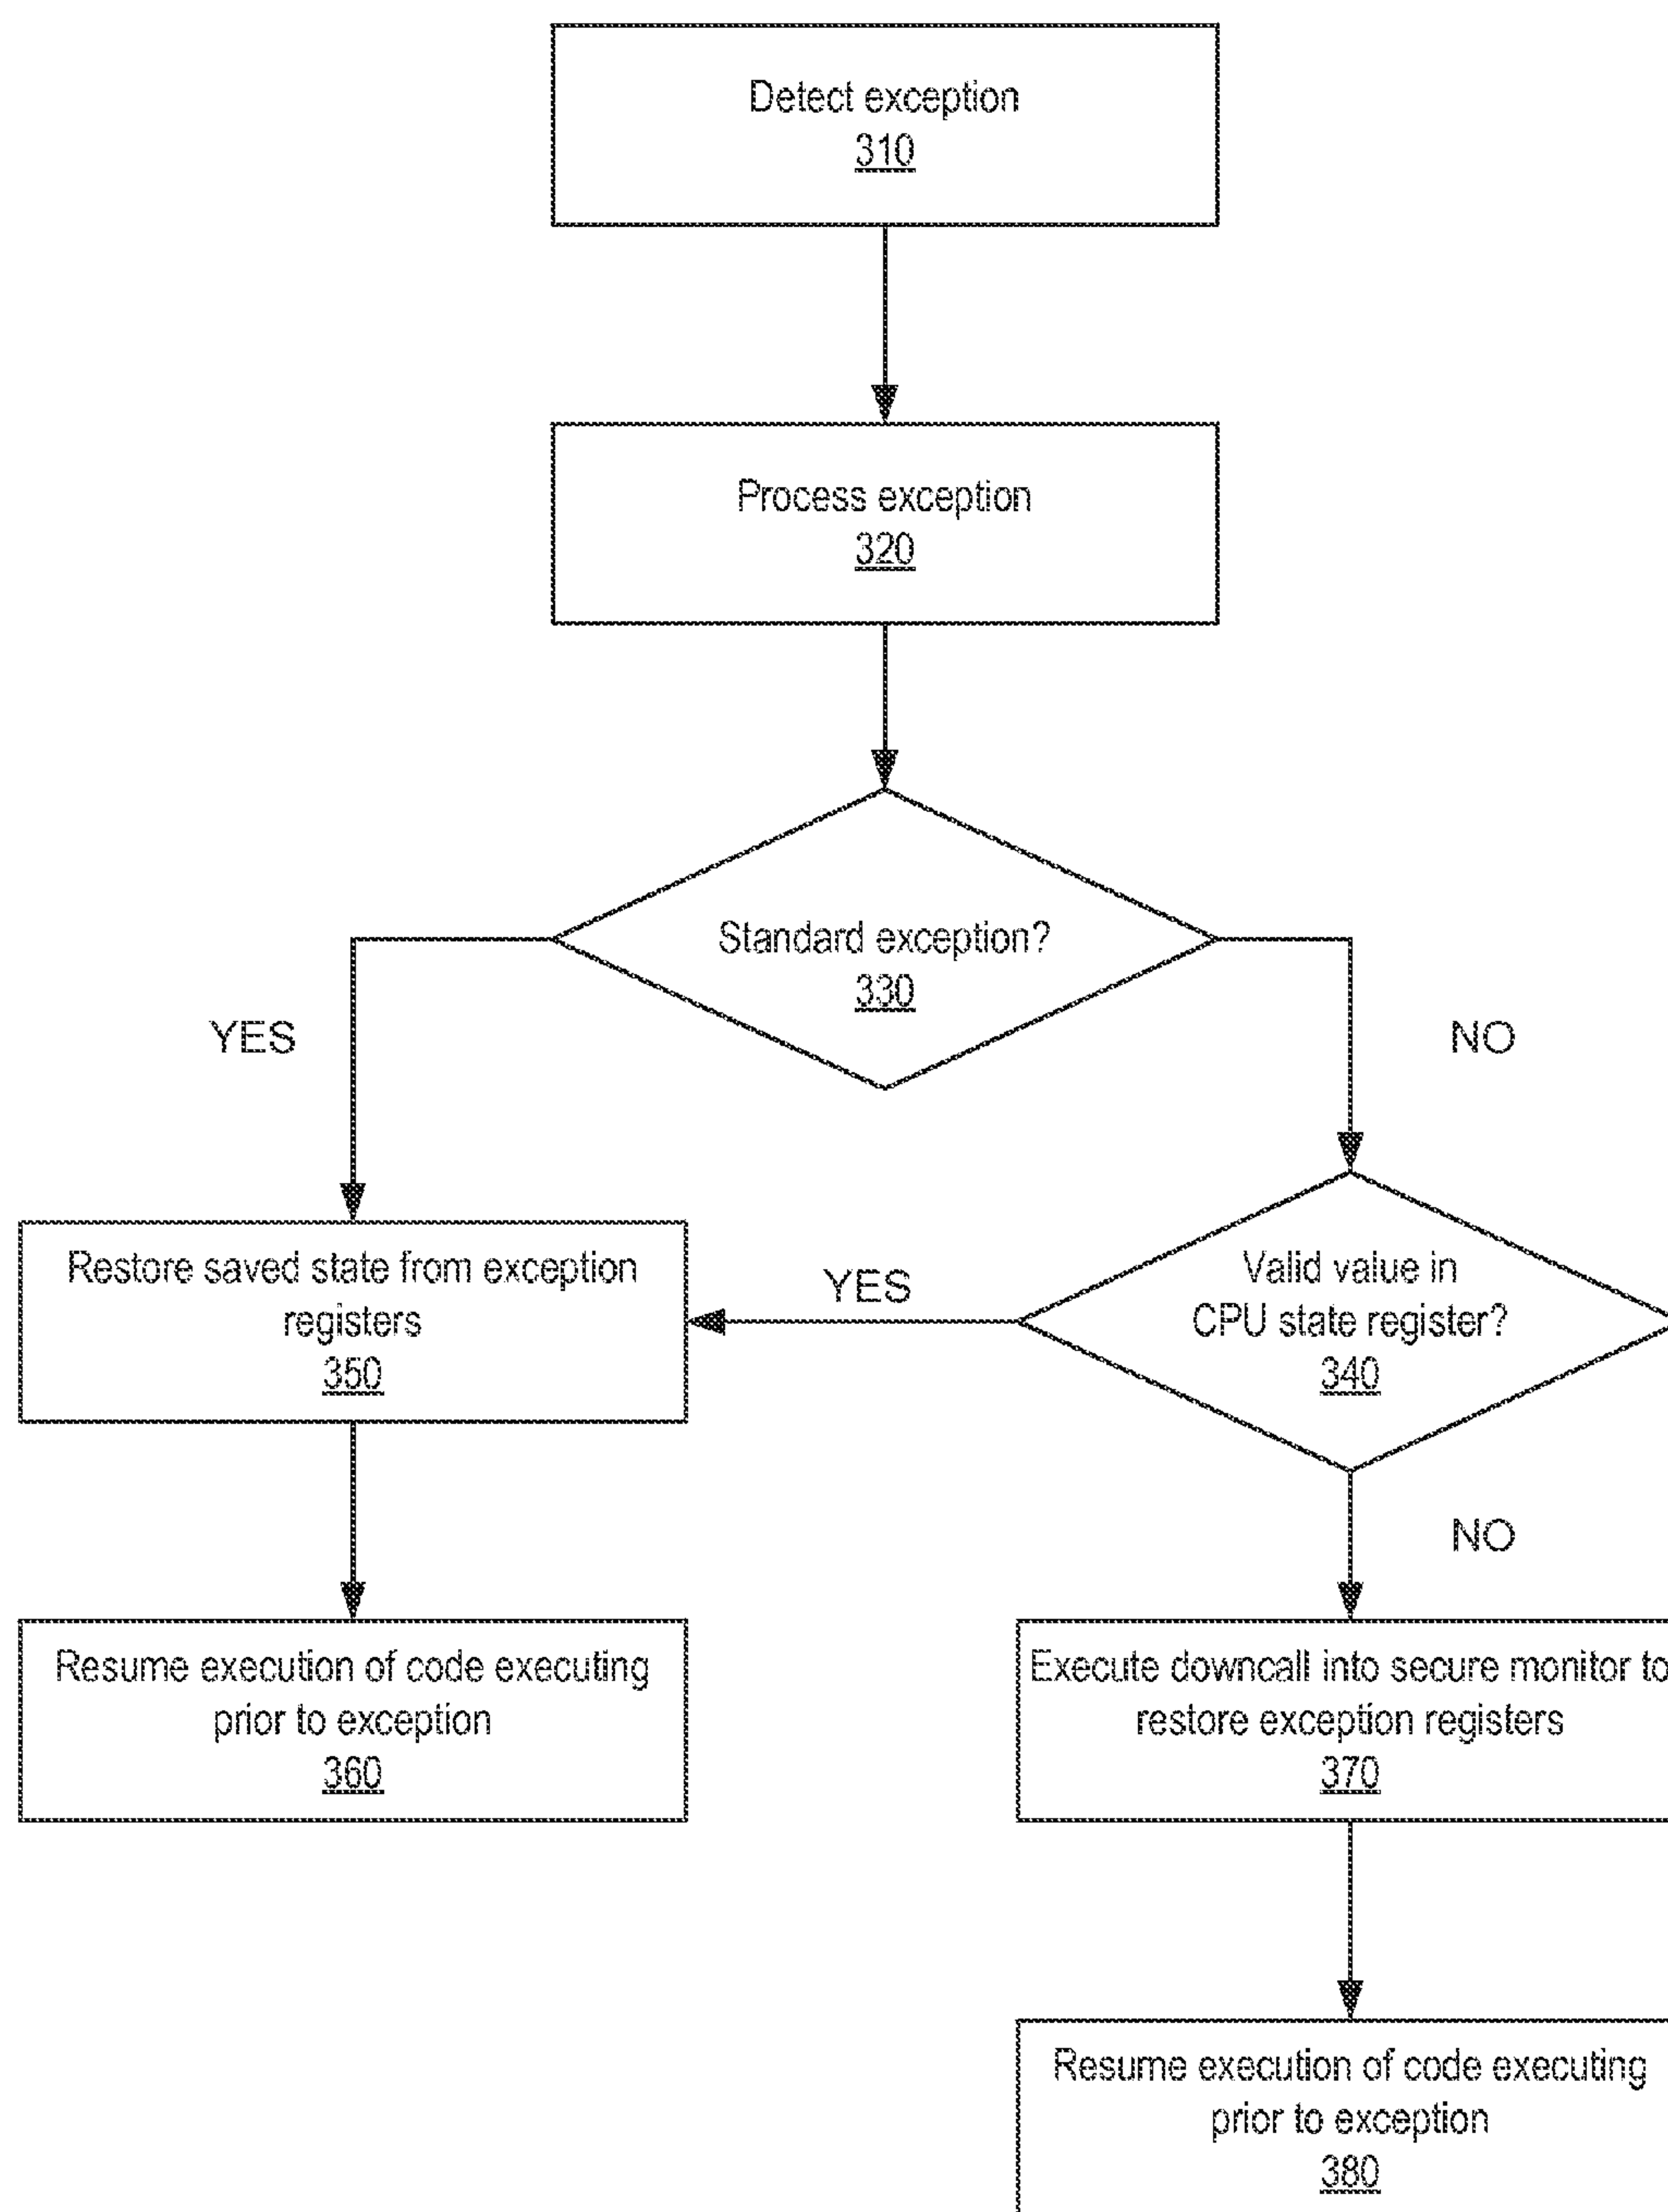 Detect exception
310
Process exception
320
Standard exception?
330
YES
NO
Restore saved state from exception
registers
350
YES
Valid value in
CPU state register?
340
NO
Resume execution of code executing
prior to exception
360
Execute downcall into secure monitor to
restore exception registers
370
Resume execution of code executing
prior to exception
380